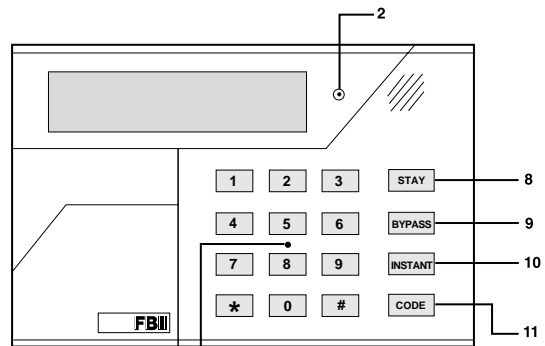 2
1 2 3 STAY 8
4 5 6 BYPASS 9
7 8 9 INSTANT 10
* 0 # CODE
FBII 11